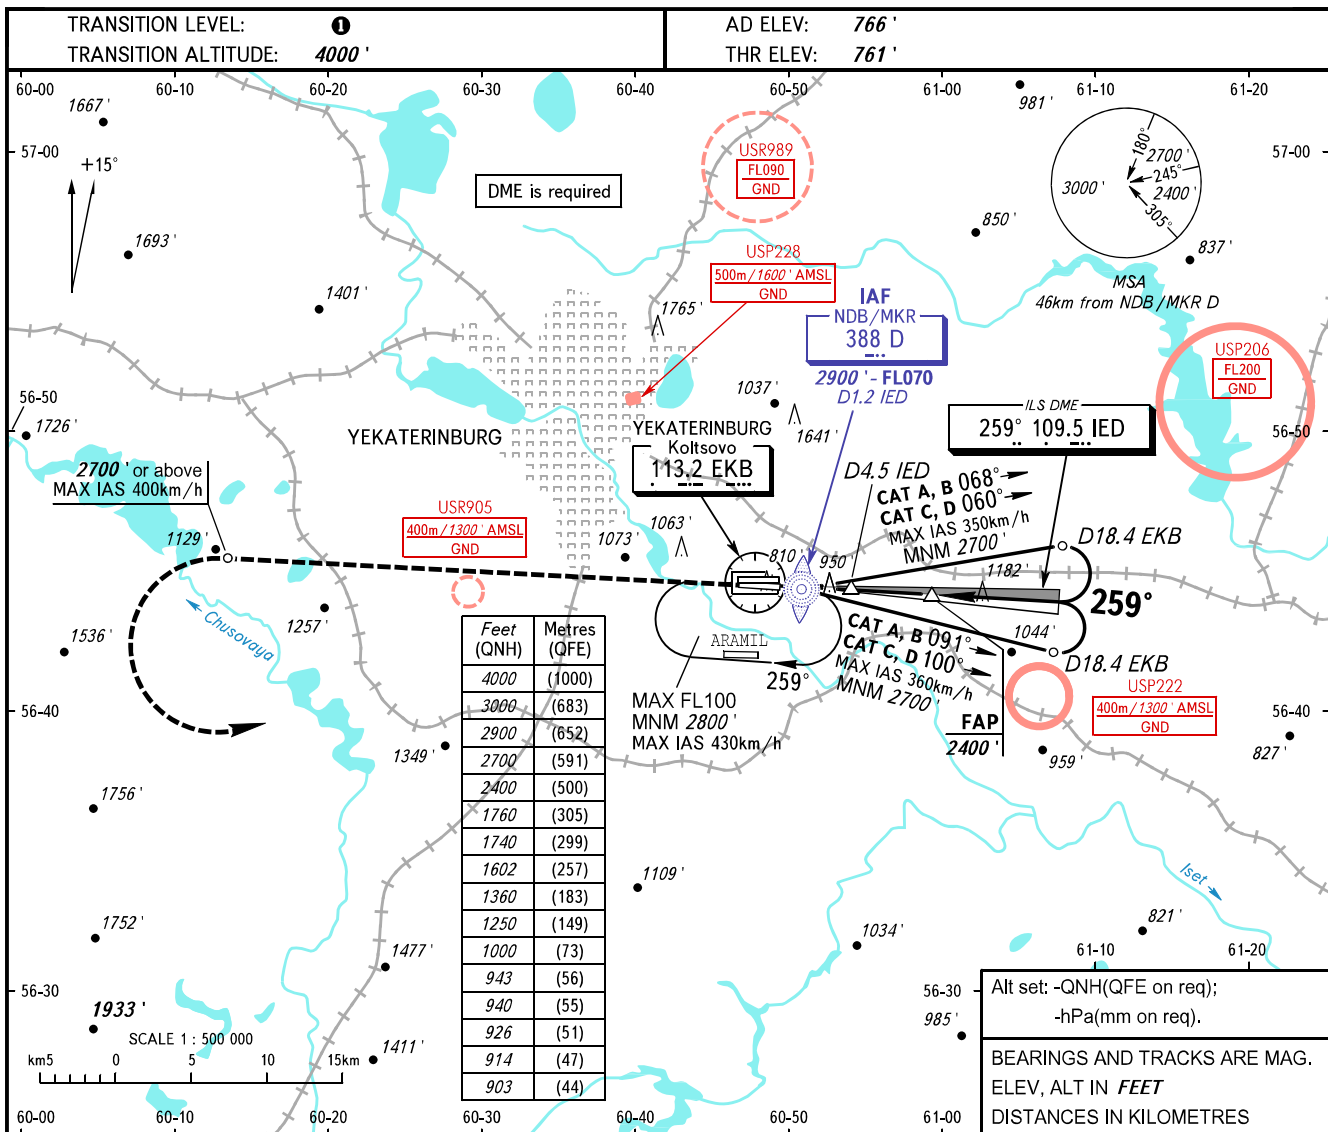 TRANSITION LEVEL: 1
TRANSITION ALTITUDE: 4000 '
AD ELEV: 766 '
THR ELEV: 761 '
60-00 60-10 60-20 60-30 60-40 60-50 61-00 61-10 61-20
1667 '
981 '
57-00
57-00
+15°
DME is required
USR989
FL090
GND
180°
2700 '
245°
3000 '
2400 '
305°
MSA
46km from NDB/MKR D
850 '
837 '
1693 '
1401 '
USP228
500m/1600 ' AMSL
GND
1765 '
IAF
NDB/MKR
388 D
2900 ' - FL070
D1.2 IED
USP206
FL200
GND
56-50
1726 '
56-50
YEKATERINBURG
1037 '
1641 '
YEKATERINBURG
Koltsovo
113.2 EKB
ILS DME
259° 109.5 IED
2700 ' or above
MAX IAS 400km/h
D4.5 IED
CAT A, B 068°
CAT C, D 060°
MAX IAS 350km/h
MNM 2700 '
USR905
400m/1300 ' AMSL
GND
1129 '
1063 '
1073 '
810 '
950 '
D18.4 EKB
1182 '
259°
Chusovaya
1257 '
1536 '
ARAMIL
259°
CAT A, B 091°
CAT C, D 100°
MAX IAS 360km/h
MNM 2700 '
1044 '
D18.4 EKB
USP222
400m/1300 ' AMSL
GND
MAX FL100
MNM 2800 '
MAX IAS 430km/h
FAP
2400 '
56-40
56-40
1349 '
959 '
827 '
Feet (QNH) Metres (QFE)
4000 (1000)
3000 (683)
2900 (652)
2700 (591)
2400 (500)
1760 (305)
1740 (299)
1602 (257)
1360 (183)
1250 (149)
1000 (73)
943 (56)
940 (55)
926 (51)
914 (47)
903 (44)
1756 '
1109 '
Iset
1752 '
1477 '
1034 '
821 '
61-10 61-20
56-30
56-30
1933 '
985 '
1411 '
SCALE 1 : 500 000
km5 0 5 10 15km
Alt set: -QNH(QFE on req);
-hPa(mm on req).
BEARINGS AND TRACKS ARE MAG.
ELEV, ALT IN FEET
DISTANCES IN KILOMETRES
60-00 60-10 60-20 60-30 60-40 60-50 61-00